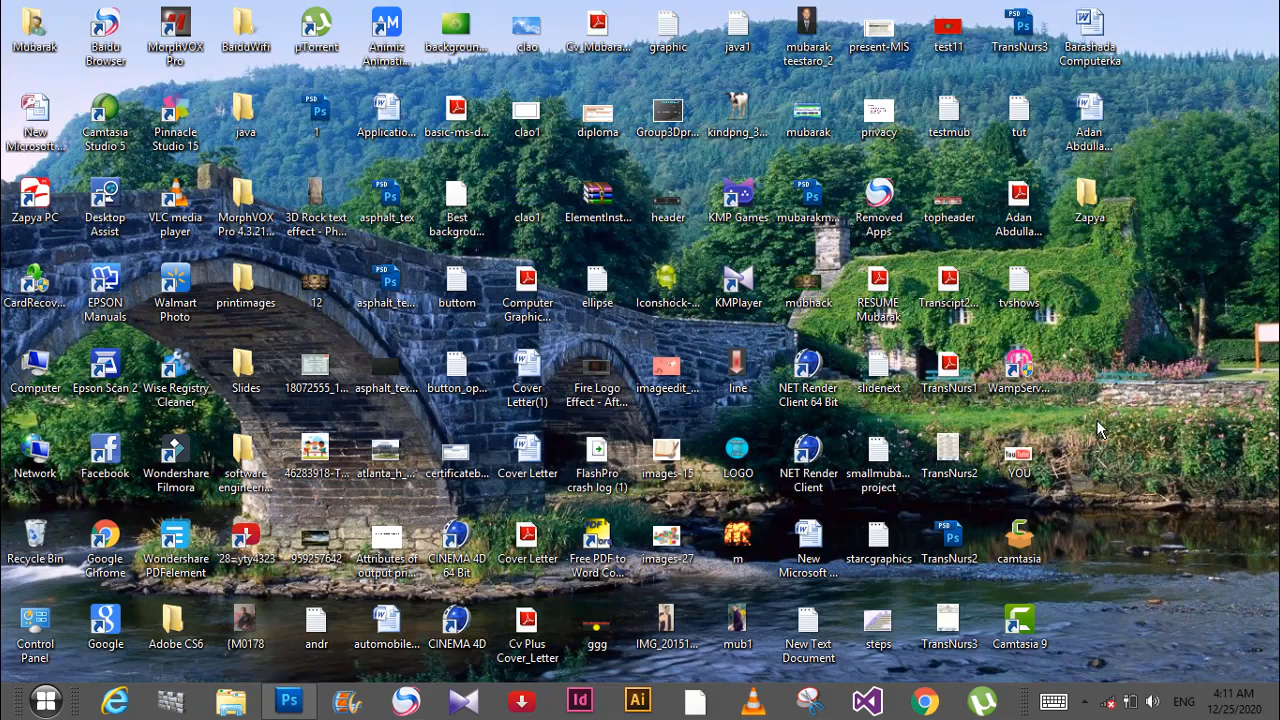 Mubarak
Baidu
Browser
MorphVOX
Pro
BaiduWifi
µTorrent
Animiz
Animati...
backgroun...
clao
Cv_Mubara...
graphic
java1
mubarak
teestaro_2
present-MIS
test11
TransNurs3
Barashada
Computerka
New
Microsoft...
Camtasia
Studio 5
Pinnacle
Studio 15
java
1
Applicatio...
basic-ms-d...
clao1
diploma
Group3Dpr...
kindpng_3...
mubarak
privacy
testmub
tut
Adan
Abdulla...
Zapya PC
Desktop
Assist
VLC media
player
MorphVOX
Pro 4.3.21...
3D Rock text
effect - Ph...
asphalt_tex
Best
backgrou...
clao1
ElementInst...
header
KMP Games
mubarakm...
Removed
Apps
topheader
Adan
Abdulla...
Zapya
CardRecov...
EPSON
Manuals
Walmart
Photo
printimages
12
asphalt_te...
buttom
Computer
Graphic...
ellipse
Iconshock-...
KMPlayer
mubhack
RESUME
Mubarak
Transcipt2...
tvshows
Computer
Epson Scan 2
Wise Registry
Cleaner
Slides
18072555_1...
asphalt_tex...
button_op...
Cover
Letter(1)
Fire Logo
Effect - Aft...
imageedit_...
line
NET Render
Client 64 Bit
slidenext
TransNurs1
WampServ...
Network
Facebook
Wondershare
Filmora
software
engineeri...
46283918-T...
atlanta_h_...
certificateb...
Cover Letter
FlashPro
crash log (1)
images-15
LOGO
NET Render
Client
smallmuba...
project
TransNurs2
YOU
Recycle Bin
Google
Chrome
Wondershare
PDFelement
'28=yty4323
959257642
Attributes of
output pri...
CINEMA 4D
64 Bit
Cover Letter
Free PDF to
Word Co...
images-27
m
New
Microsoft ...
starcgraphics
TransNurs2
camtasia
Control
Panel
Google
Adobe CS6
{M0178
andr
automobile...
CINEMA 4D
Cv Plus
Cover_Letter
ggg
IMG_20151...
mub1
New Text
Document
steps
TransNurs3
Camtasia 9
Ps
Id
Ai
ENG
4:11 AM
12/25/2020